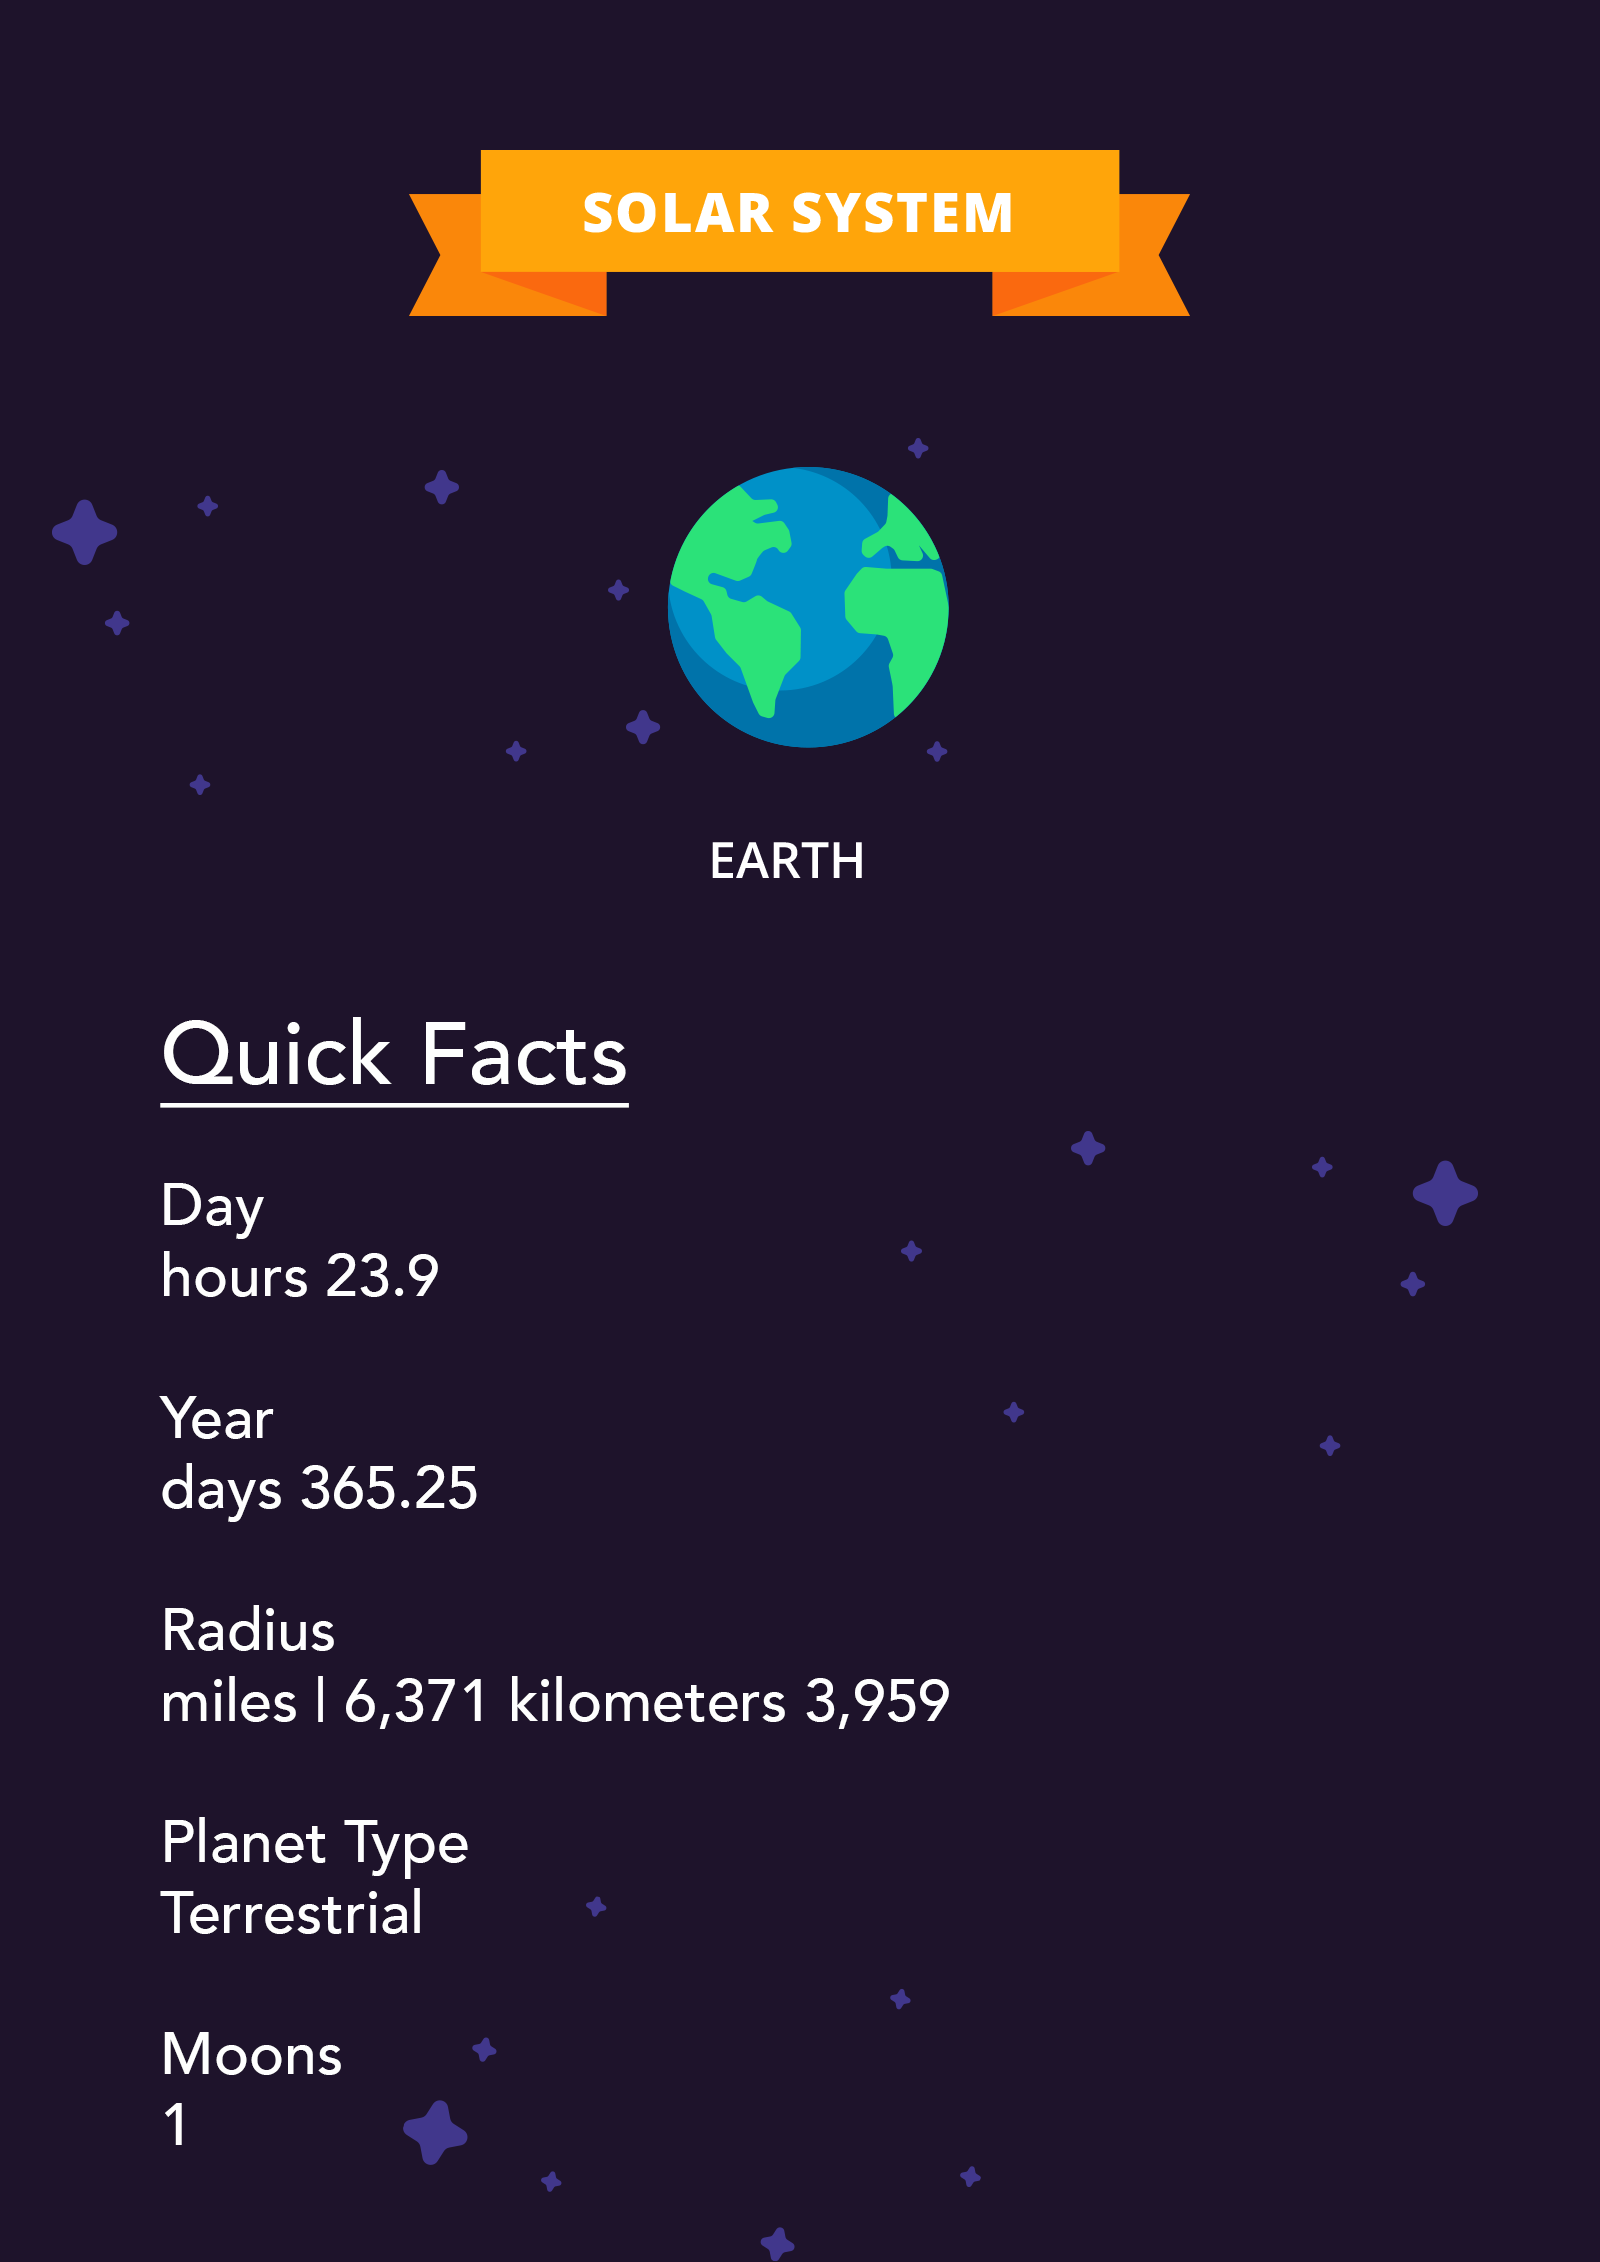 SOLAR SYSTEM
EARTH
Quick Facts
Day
hours 23.9
Year
days 365.25
Radius
miles | 6,371 kilometers 3,959
Planet Type
Terrestrial
Moons
1